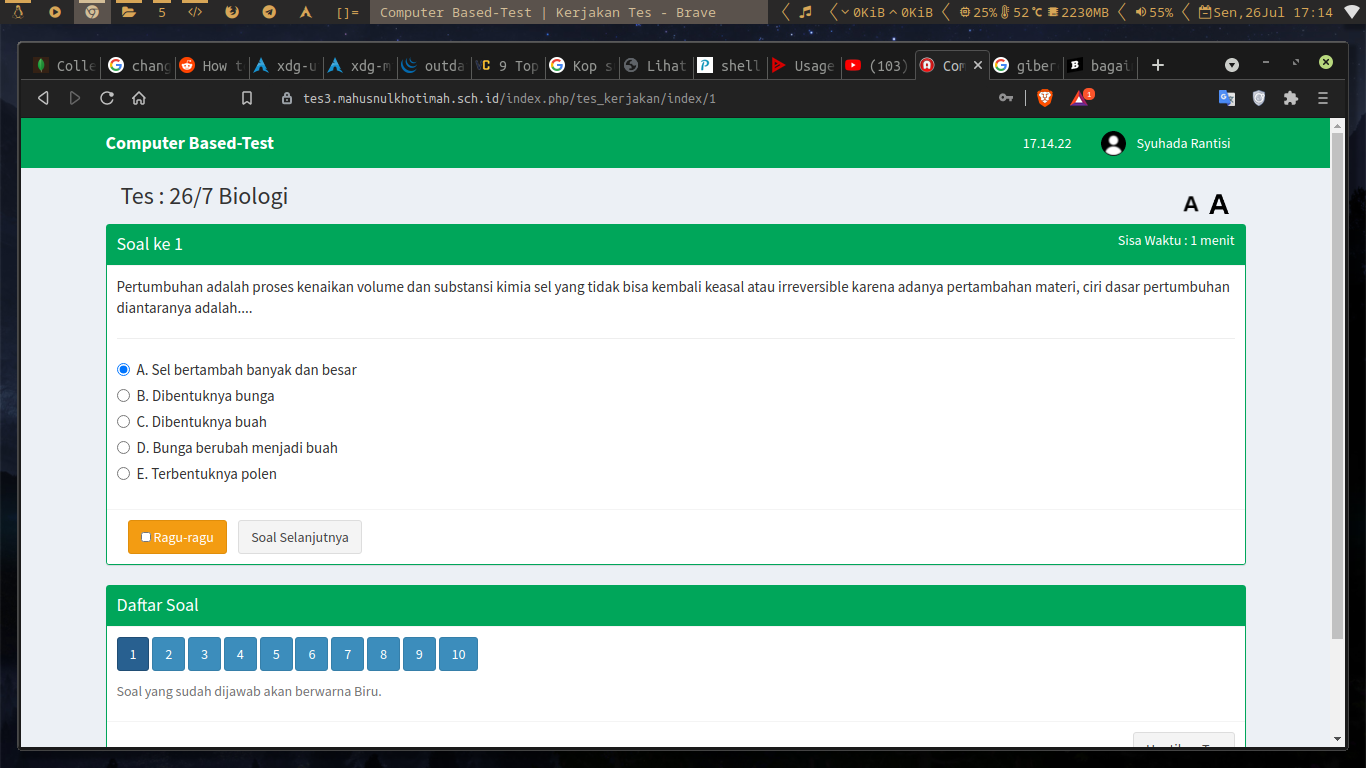 5 </> []= Computer Based-Test | Kerjakan Tes - Brave 0KiB 0KiB 25% 52℃ 2230MB 55% Sen,26Jul 17:14
Colle chang How t xdg-u xdg-m outda VC 9 Top Kop s Lihat shell Usage (103) Con giber bagai
tes3.mahusnulkhotimah.sch.id/index.php/tes_kerjakan/index/1 1
Computer Based-Test 17.14.22 Syuhada Rantisi
Tes : 26/7 Biologi A A
Soal ke 1 Sisa Waktu : 1 menit
Pertumbuhan adalah proses kenaikan volume dan substansi kimia sel yang tidak bisa kembali keasal atau irreversible karena adanya pertambahan materi, ciri dasar pertumbuhan
diantaranya adalah....
A. Sel bertambah banyak dan besar
B. Dibentuknya bunga
C. Dibentuknya buah
D. Bunga berubah menjadi buah
E. Terbentuknya polen
Ragu-ragu Soal Selanjutnya
Daftar Soal
1 2 3 4 5 6 7 8 9 10
Soal yang sudah dijawab akan berwarna Biru.